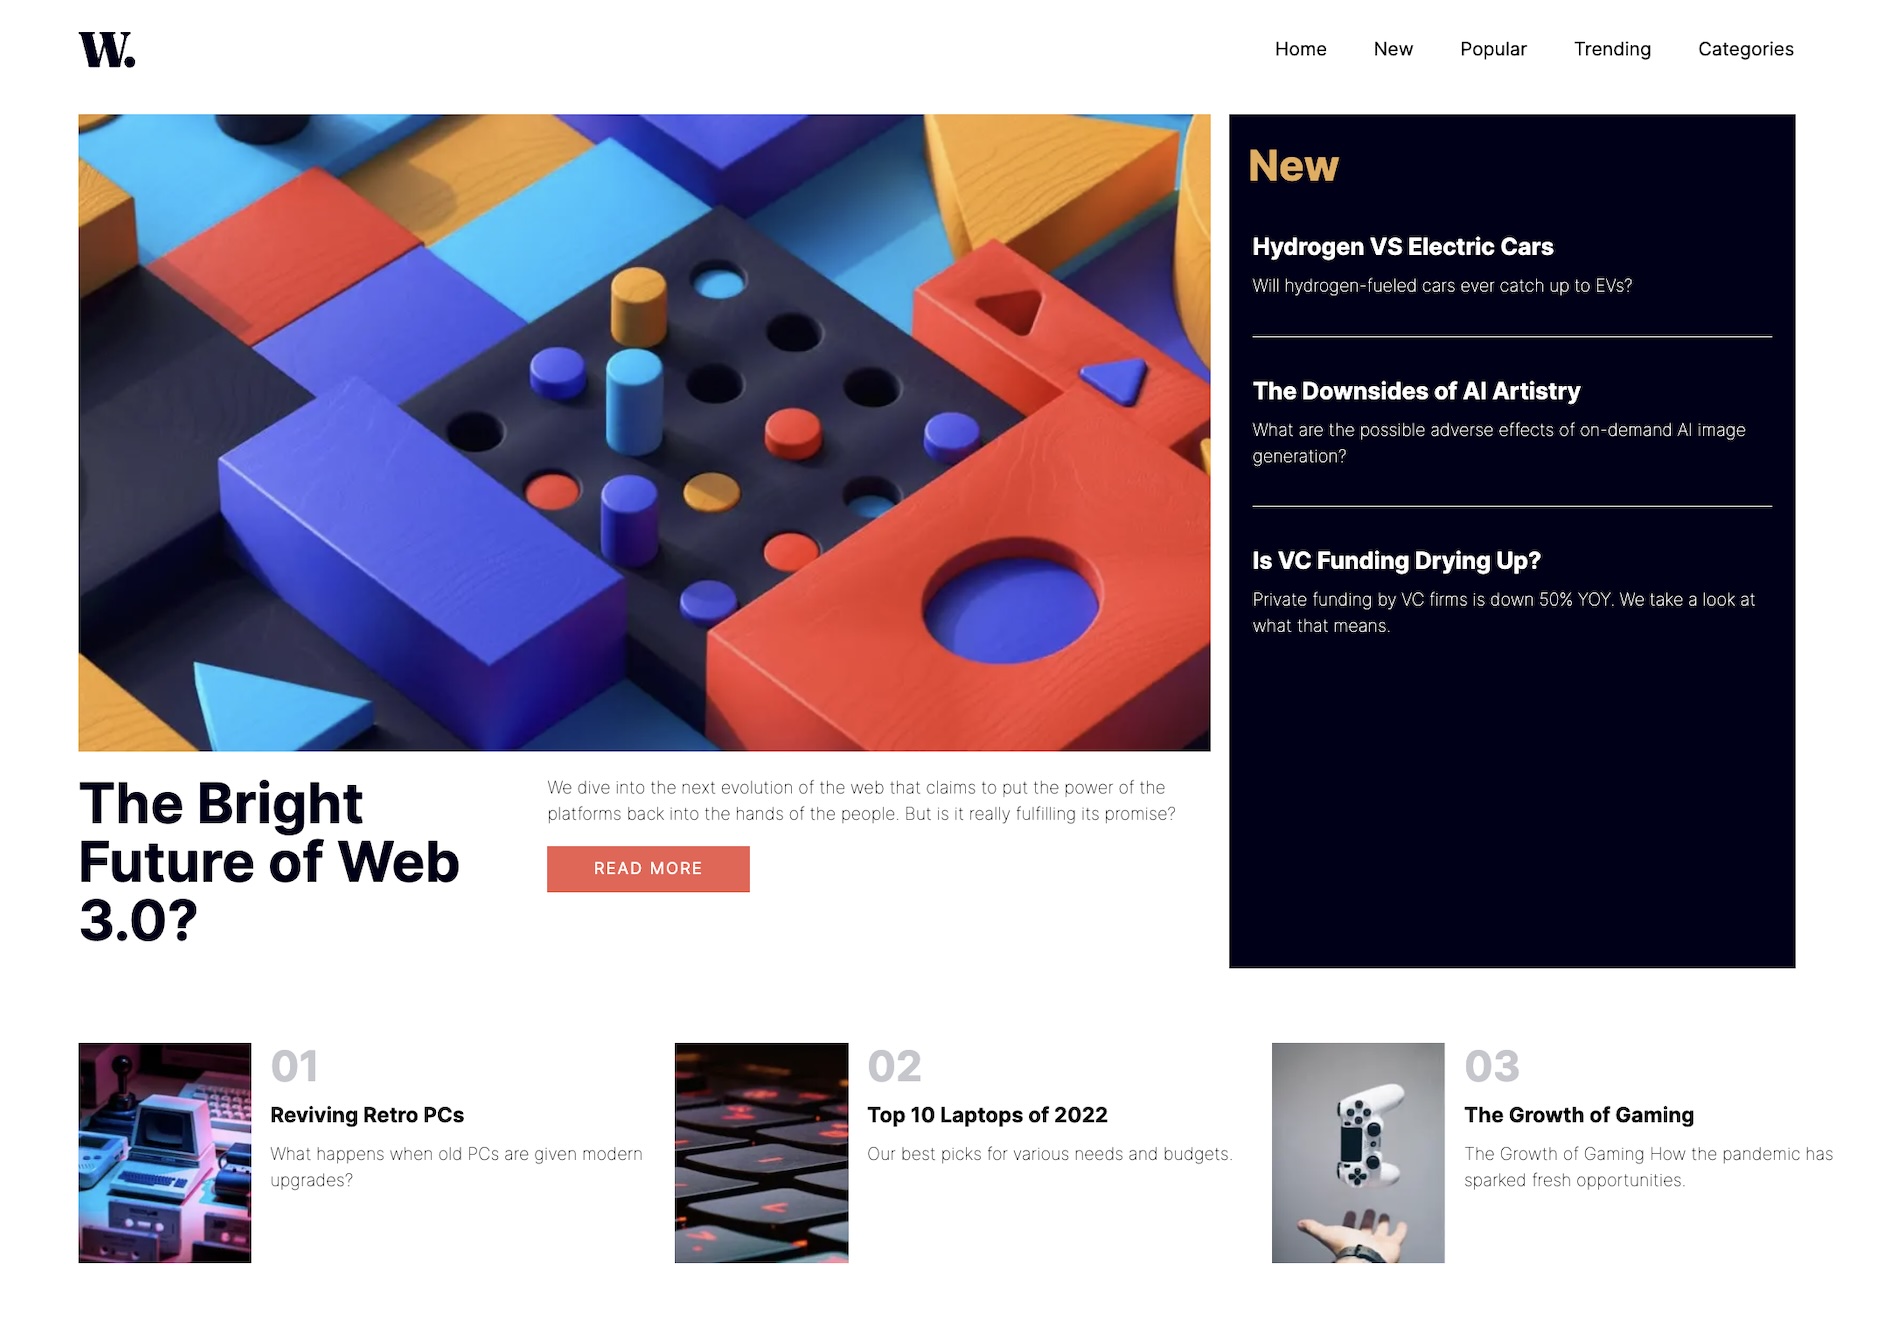 W.
Home New Popular Trending Categories
New
Hydrogen VS Electric Cars
Will hydrogen-fueled cars ever catch up to EVs?
The Downsides of AI Artistry
What are the possible adverse effects of on-demand AI image
generation?
Is VC Funding Drying Up?
Private funding by VC firms is down 50% YOY. We take a look at
what that means.
The Bright
Future of Web
3.0?
We dive into the next evolution of the web that claims to put the power of the
platforms back into the hands of the people. But is it really fulfilling its promise?
READ MORE
01
Reviving Retro PCs
What happens when old PCs are given modern
upgrades?
02
Top 10 Laptops of 2022
Our best picks for various needs and budgets.
03
The Growth of Gaming
The Growth of Gaming How the pandemic has
sparked fresh opportunities.